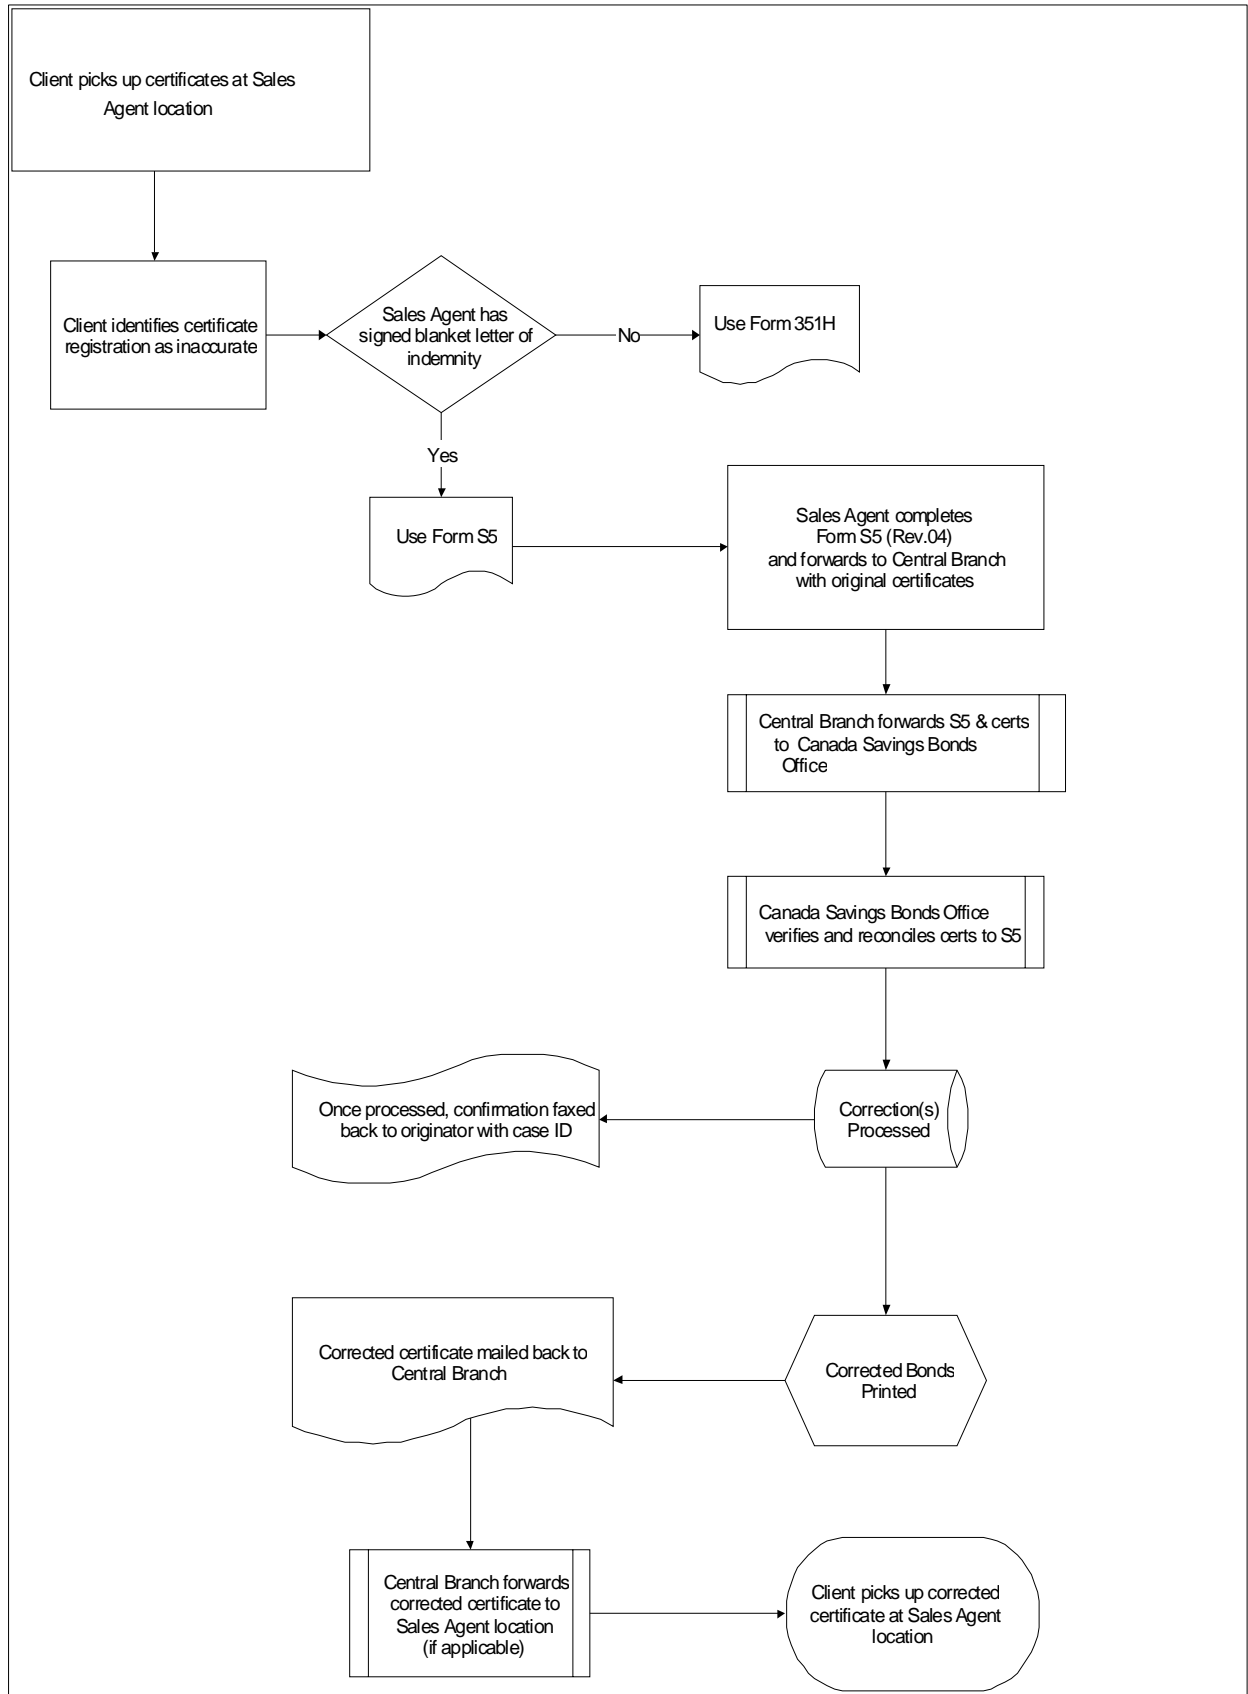 Client picks up certificates at Sales
Agent location
Client identifies certificate
registration as inaccurate
Sales Agent has
signed blanket letter of
indemnity
No
Use Form 351H
Yes
Use Form S5
Sales Agent completes
Form S5 (Rev.04)
and forwards to Central Branch
with original certificates
Central Branch forwards S5 & certs
to Canada Savings Bonds
Office
Canada Savings Bonds Office
verifies and reconciles certs to S5
Correction(s)
Processed
Once processed, confirmation faxed
back to originator with case ID
Corrected Bonds
Printed
Corrected certificate mailed back to
Central Branch
Central Branch forwards
corrected certificate to
Sales Agent location
(if applicable)
Client picks up corrected
certificate at Sales Agent
location